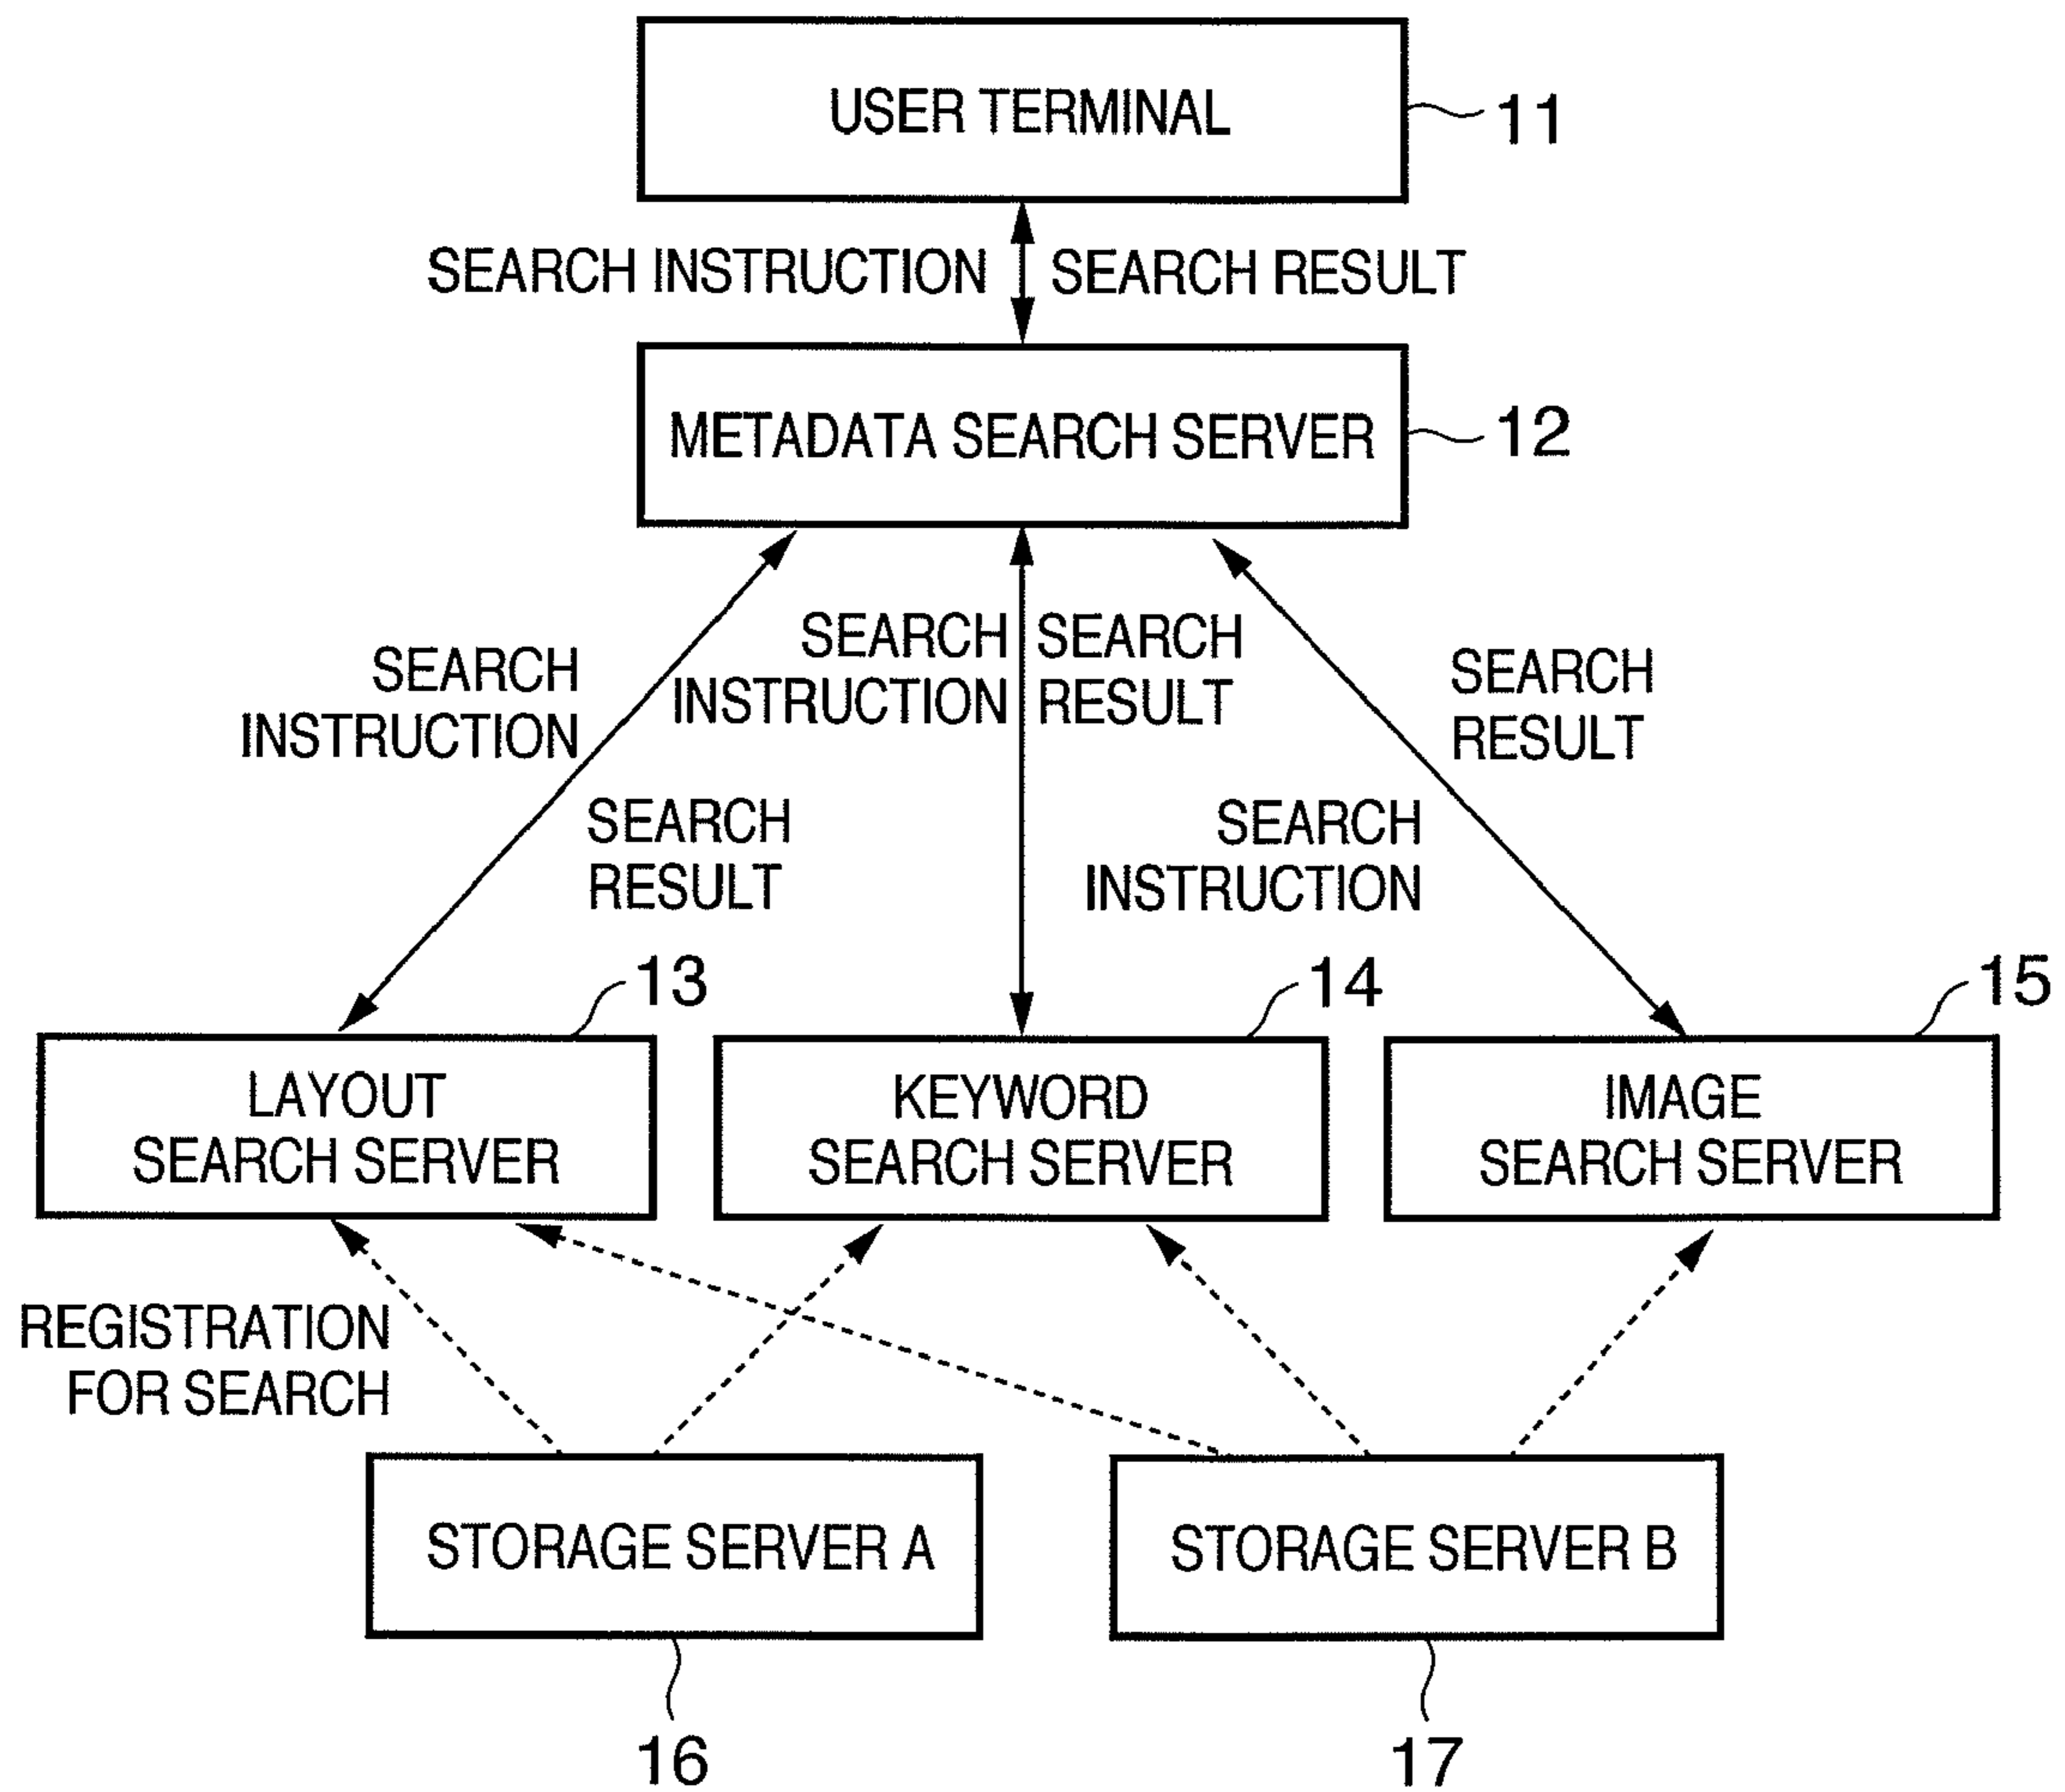 USER TERMINAL
11
SEARCH INSTRUCTION
SEARCH RESULT
METADATA SEARCH SERVER
12
SEARCH
INSTRUCTION
SEARCH
RESULT
SEARCH
INSTRUCTION
SEARCH
RESULT
SEARCH
RESULT
SEARCH
INSTRUCTION
13
14
15
LAYOUT
SEARCH SERVER
KEYWORD
SEARCH SERVER
IMAGE
SEARCH SERVER
REGISTRATION
FOR SEARCH
STORAGE SERVER A
STORAGE SERVER B
16
17